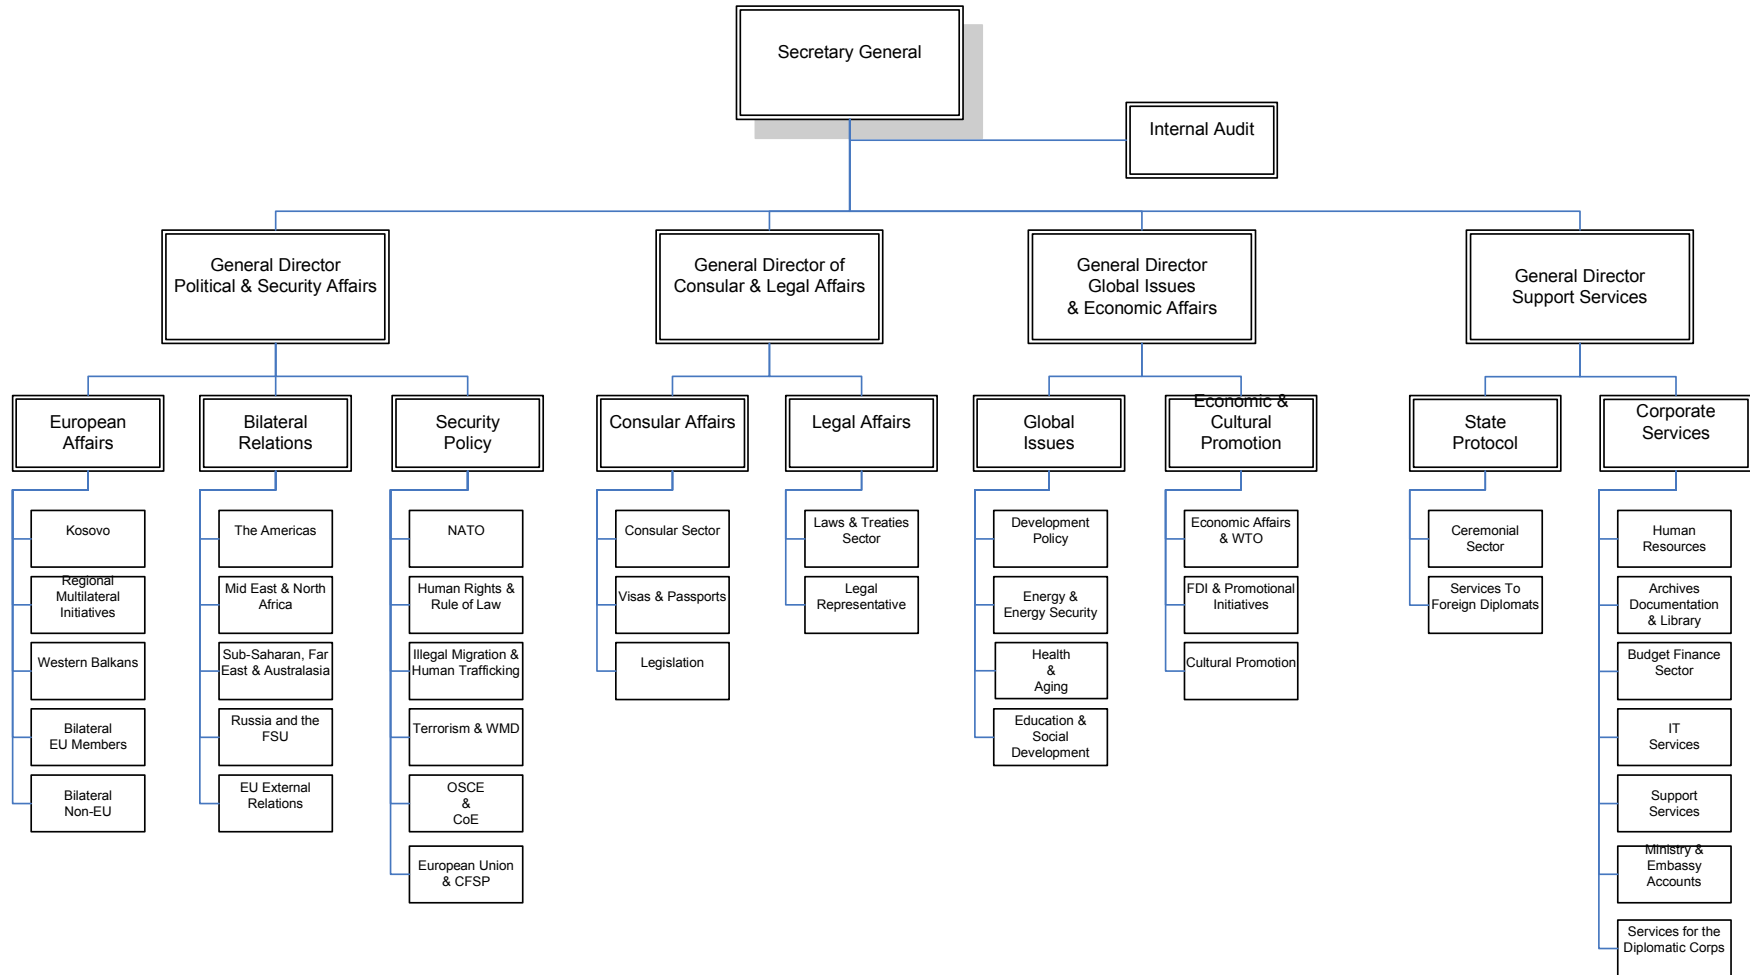 Secretary General
Internal Audit
General Director
Political & Security Affairs
General Director of
Consular & Legal Affairs
General Director
Global Issues
& Economic Affairs
General Director
Support Services
European
Affairs
Bilateral
Relations
Security
Policy
Consular Affairs
Legal Affairs
Global
Issues
Economic &
Cultural
Promotion
State
Protocol
Corporate
Services
Kosovo
Regional
Multilateral
Initiatives
Western Balkans
Bilateral
EU Members
Bilateral
Non-EU
The Americas
Mid East & North
Africa
Sub-Saharan, Far
East & Australasia
Russia and the
FSU
EU External
Relations
NATO
Human Rights &
Rule of Law
Illegal Migration &
Human Trafficking
Terrorism & WMD
OSCE
&
CoE
European Union
& CFSP
Consular Sector
Visas & Passports
Legislation
Laws & Treaties
Sector
Legal
Representative
Development
Policy
Energy &
Energy Security
Health
&
Aging
Education &
Social
Development
Economic Affairs
& WTO
FDI & Promotional
Initiatives
Cultural Promotion
Ceremonial
Sector
Services To
Foreign Diplomats
Human
Resources
Archives
Documentation
& Library
Budget Finance
Sector
IT
Services
Support
Services
Ministry &
Embassy
Accounts
Services for the
Diplomatic Corps